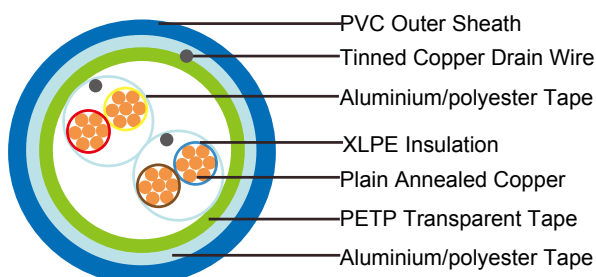 PVC Outer Sheath
Tinned Copper Drain Wire
Aluminium/polyester Tape
XLPE Insulation
Plain Annealed Copper
PETP Transparent Tape
Aluminium/polyester Tape